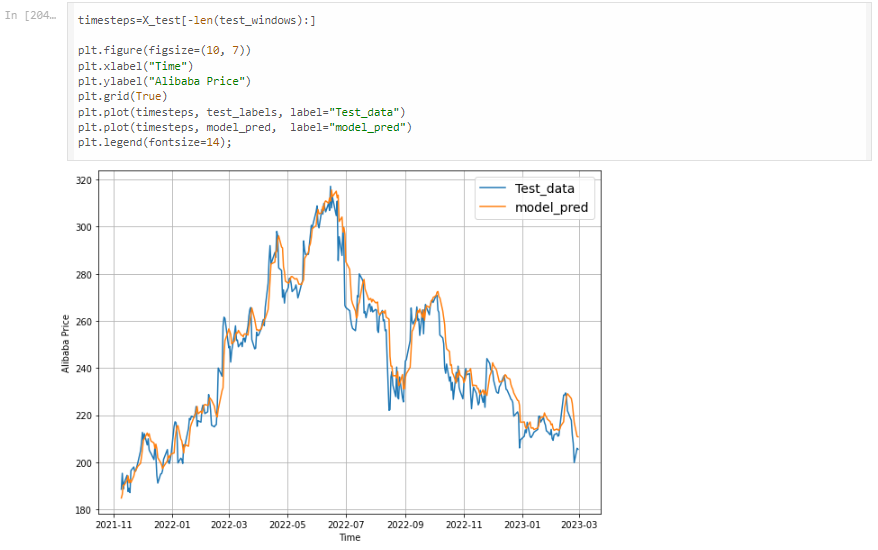 In [204…
timesteps=X_test[-len(test_windows):]
plt.figure(figsize=(10, 7))
plt.xlabel("Time")
plt.ylabel("Alibaba Price")
plt.grid(True)
plt.plot(timesteps, test_labels, label="Test_data")
plt.plot(timesteps, model_pred,  label="model_pred")
plt.legend(fontsize=14);
Test_data
model_pred
320
300
280
260
240
220
200
180
Alibaba Price
2021-11 2022-01 2022-03 2022-05 2022-07 2022-09 2022-11 2023-01 2023-03
Time